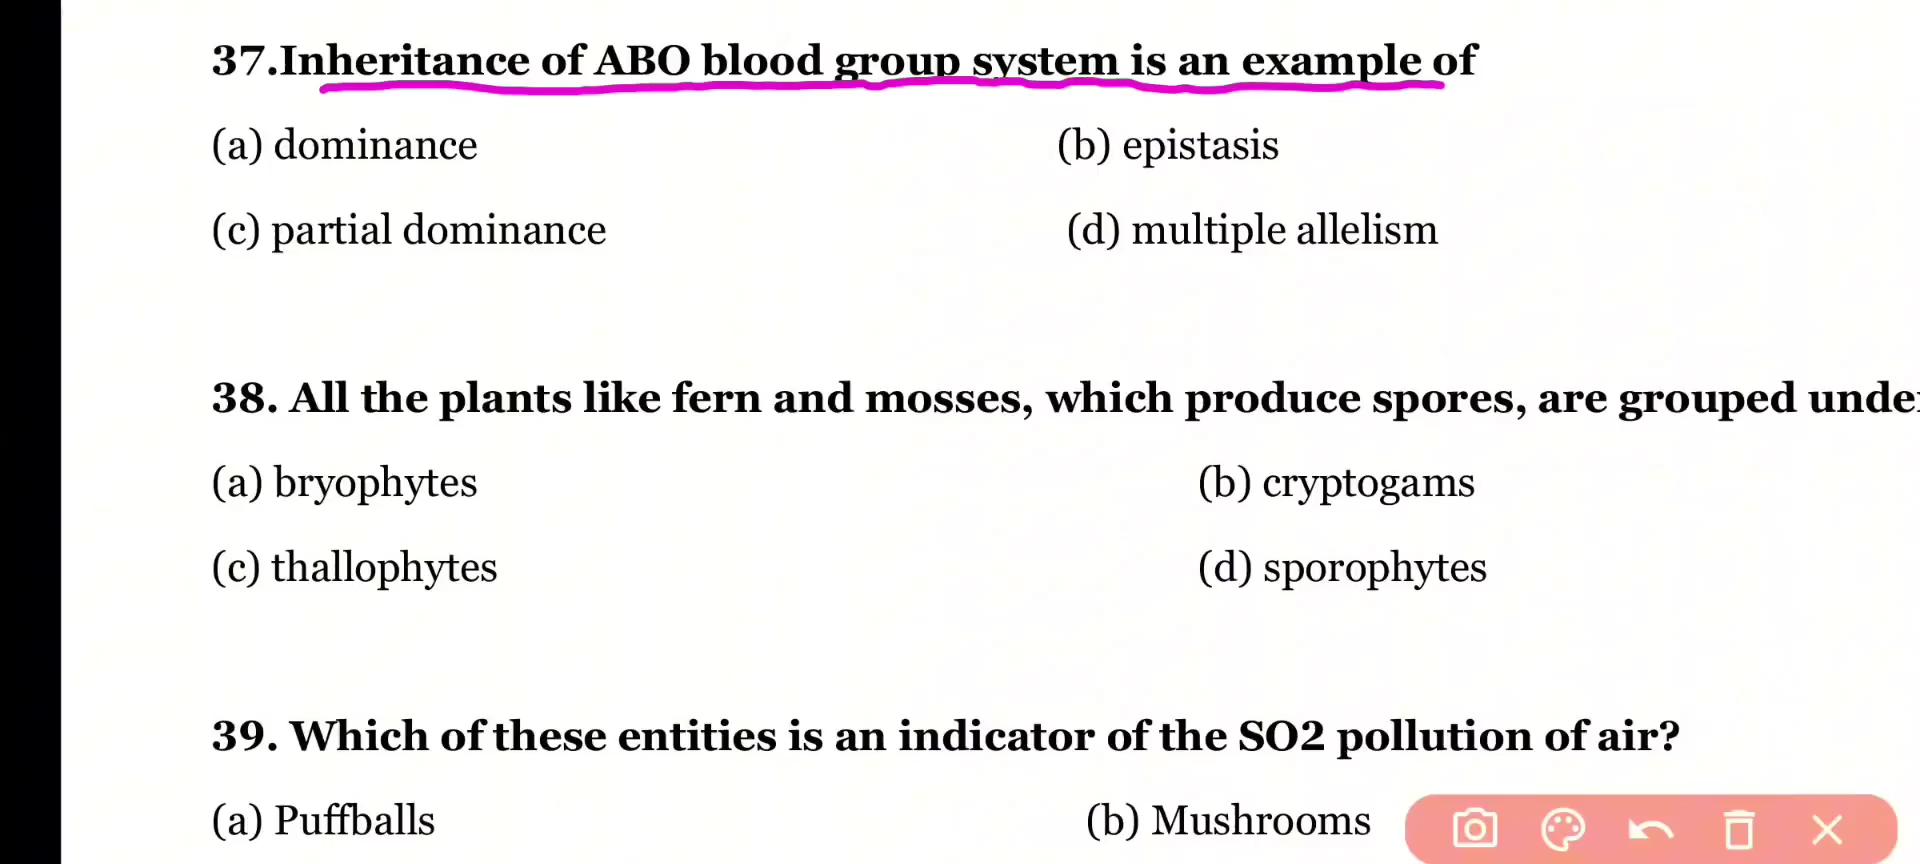 37.Inheritance of ABO blood group system is an example of
(a) dominance (b) epistasis
(c) partial dominance (d) multiple allelism
38. All the plants like fern and mosses, which produce spores, are grouped unde
(a) bryophytes (b) cryptogams
(c) thallophytes (d) sporophytes
39. Which of these entities is an indicator of the SO2 pollution of air?
(a) Puffballs (b) Mushrooms